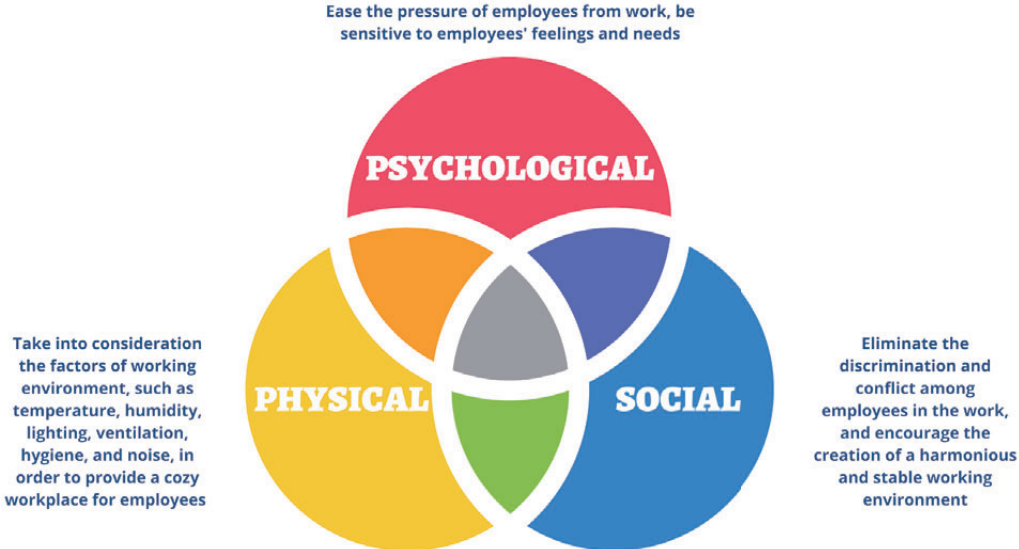 Ease the pressure of employees from work, be
sensitive to employees' feelings and needs
PSYCHOLOGICAL
Take into consideration
the factors of working
environment, such as
temperature, humidity,
lighting, ventilation,
hygiene, and noise, in
order to provide a cozy
workplace for employees
PHYSICAL
SOCIAL
Eliminate the
discrimination and
conflict among
employees in the work,
and encourage the
creation of a harmonious
and stable working
environment